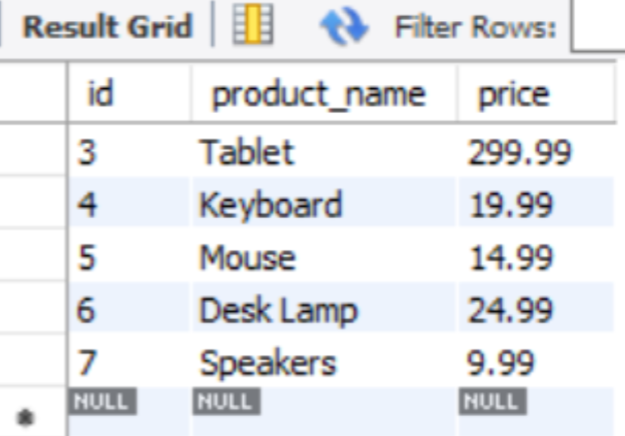 Result Grid Filter Rows:
id product_name price
3 Tablet 299.99
4 Keyboard 19.99
5 Mouse 14.99
6 Desk Lamp 24.99
7 Speakers 9.99
* NULL NULL NULL